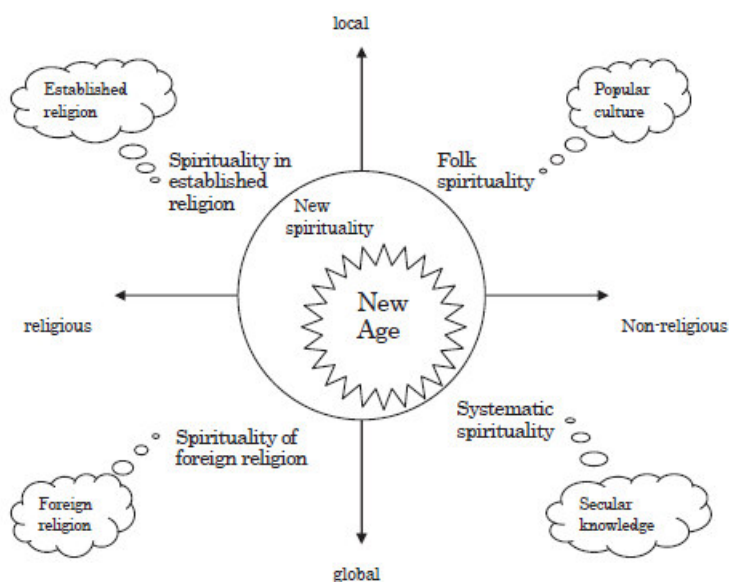 local
Established
religion
Popular
culture
Spirituality in
established
religion
Folk
spirituality
New
spirituality
New
Age
religious
Non-religious
Systematic
spirituality
Spirituality of
foreign religion
Foreign
religion
Secular
knowledge
global